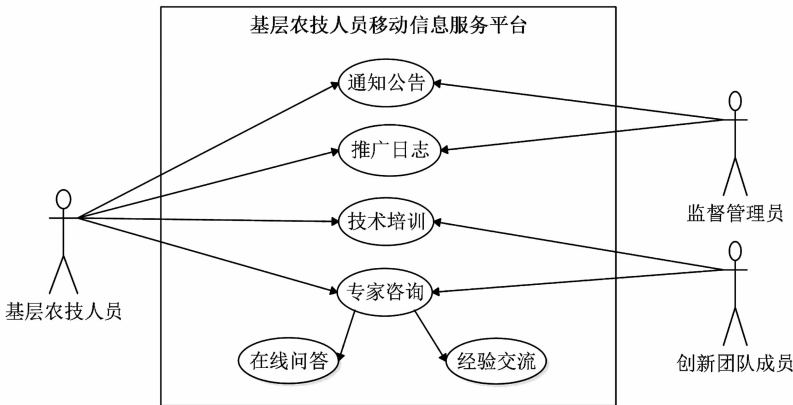 基层农技人员移动信息服务平台
通知公告
推广日志
技术培训
专家咨询
在线问答
经验交流
基层农技人员
监督管理员
创新团队成员